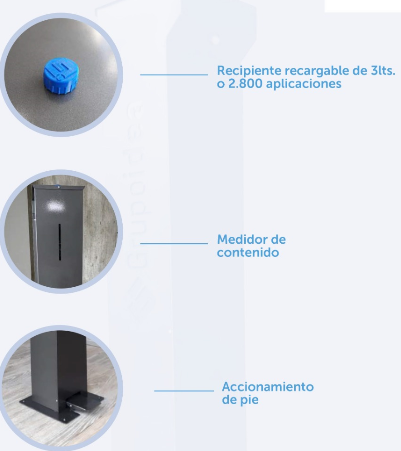 Recipiente recargable de 3lts.
o 2.800 aplicaciones
Medidor de
contenido
Accionamiento
de pie